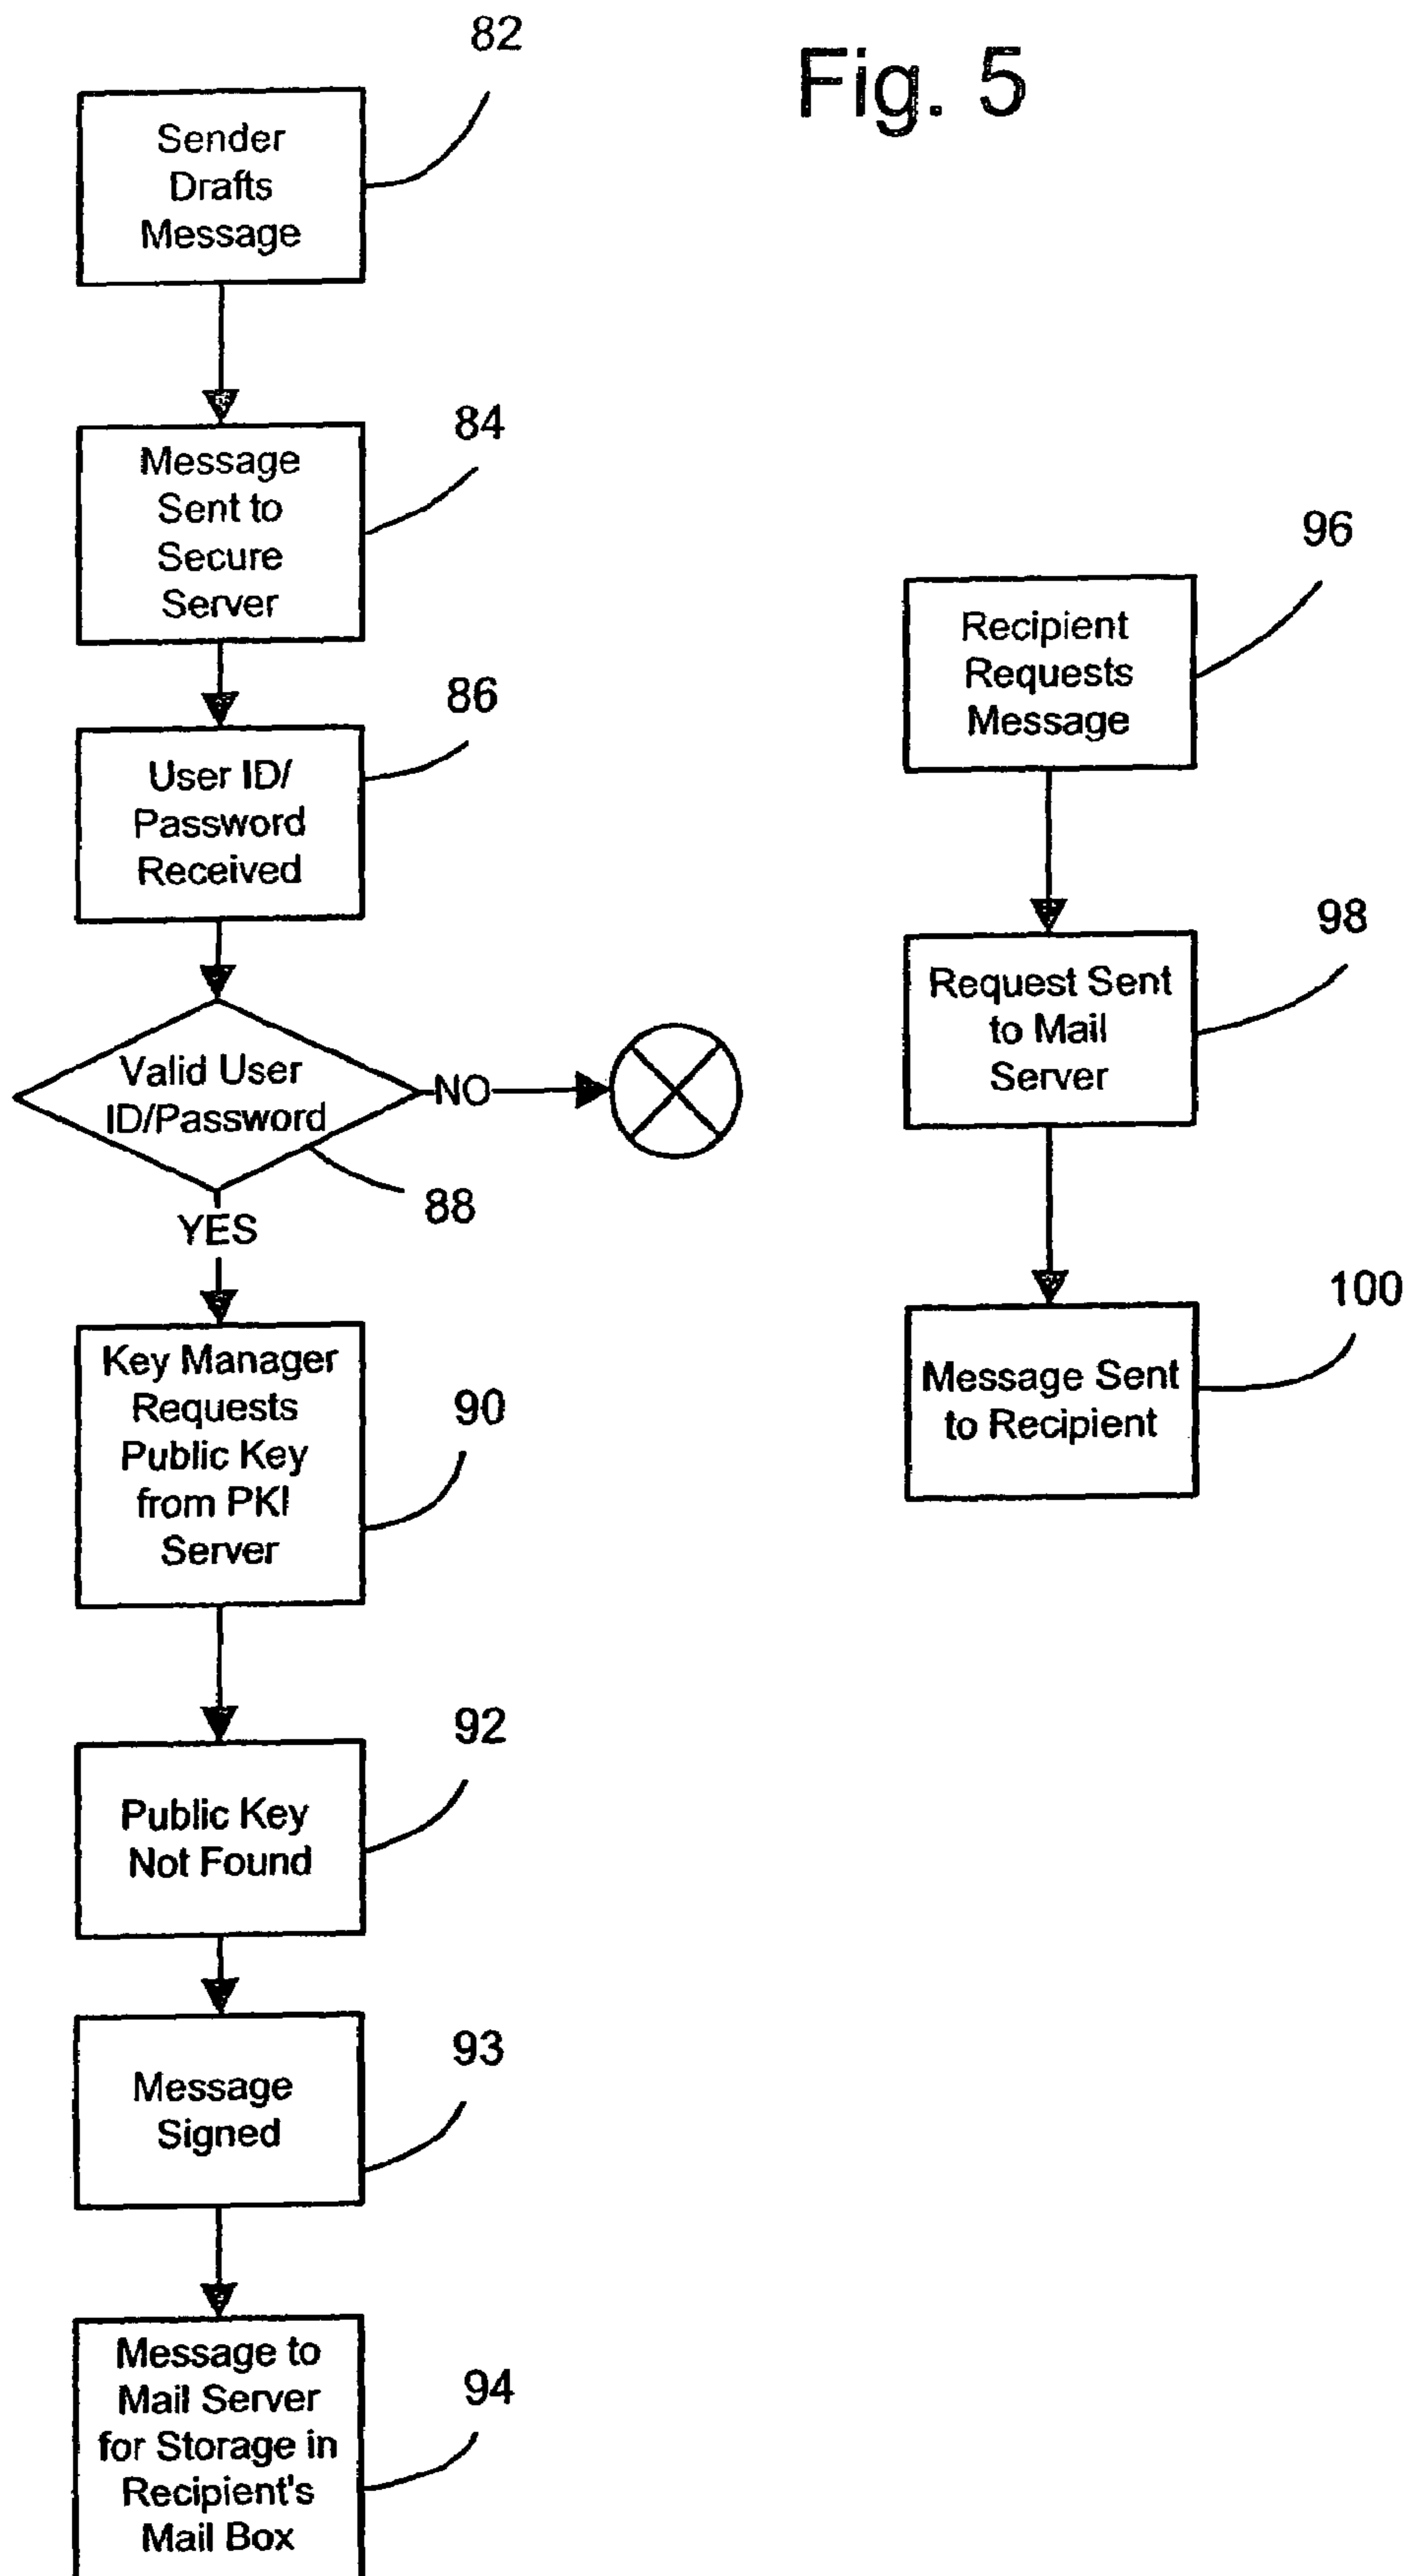 Fig. 5
82
Sender
Drafts
Message
84
Message
Sent to
Secure
Server
86
User ID/
Password
Received
Valid User
ID/Password
NO
88
YES
Key Manager
Requests
Public Key
from PKI
Server
90
92
Public Key
Not Found
93
Message
Signed
94
Message to
Mail Server
for Storage in
Recipient's
Mail Box
96
Recipient
Requests
Message
98
Request Sent
to Mail
Server
100
Message Sent
to Recipient